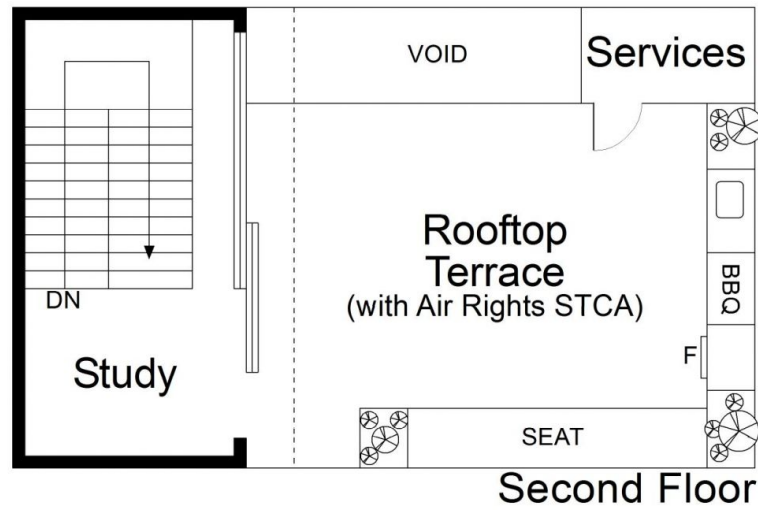 VOID
Services
Rooftop
Terrace
(with Air Rights STCA)
BBQ
DN
Study
F
SEAT
Second Floor